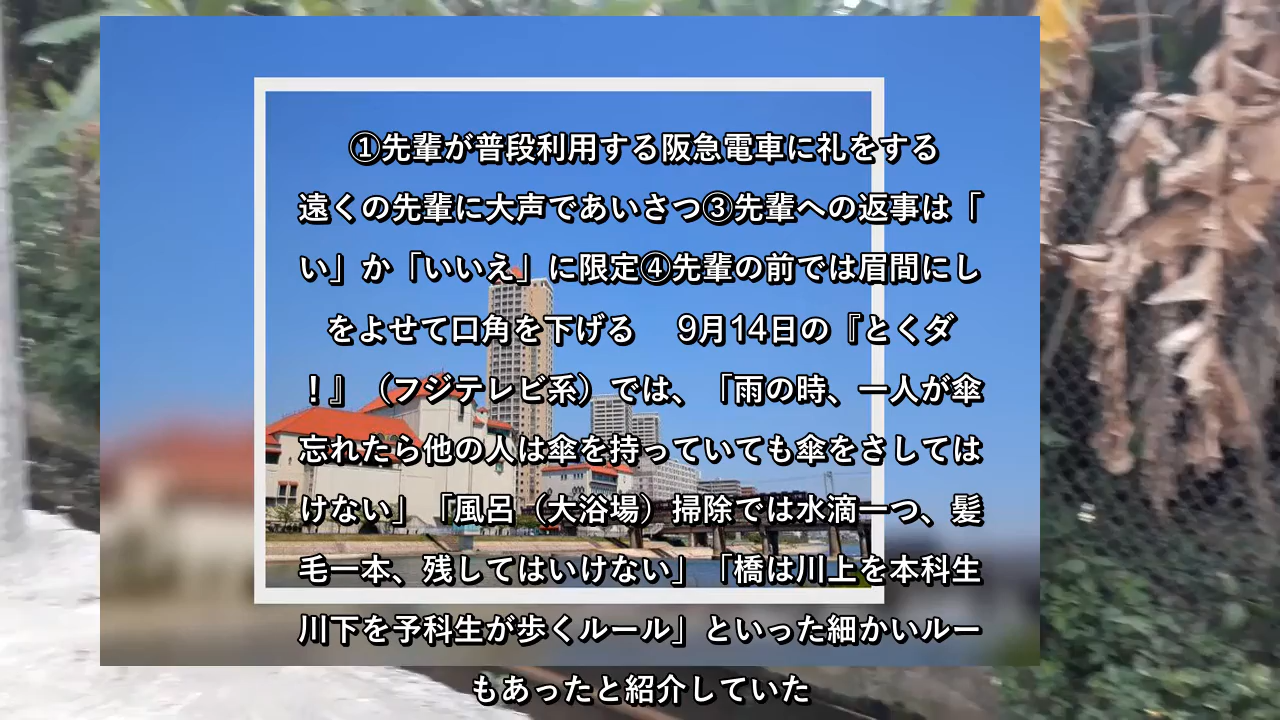 ①先輩が普段利用する阪急電車に礼をする
遠くの先輩に大声であいさつ③先輩への返事は「
い」か「いいえ」に限定④先輩の前では眉間にし
をよせて口角を下げる　9月14日の『とくダ
！』（フジテレビ系）では、「雨の時、一人が傘
忘れたら他の人は傘を持っていても傘をさしては
けない」「風呂（大浴場）掃除では水滴一つ、髪
毛一本、残してはいけない」「橋は川上を本科生
川下を予科生が歩くルール」といった細かいルー
もあったと紹介していた